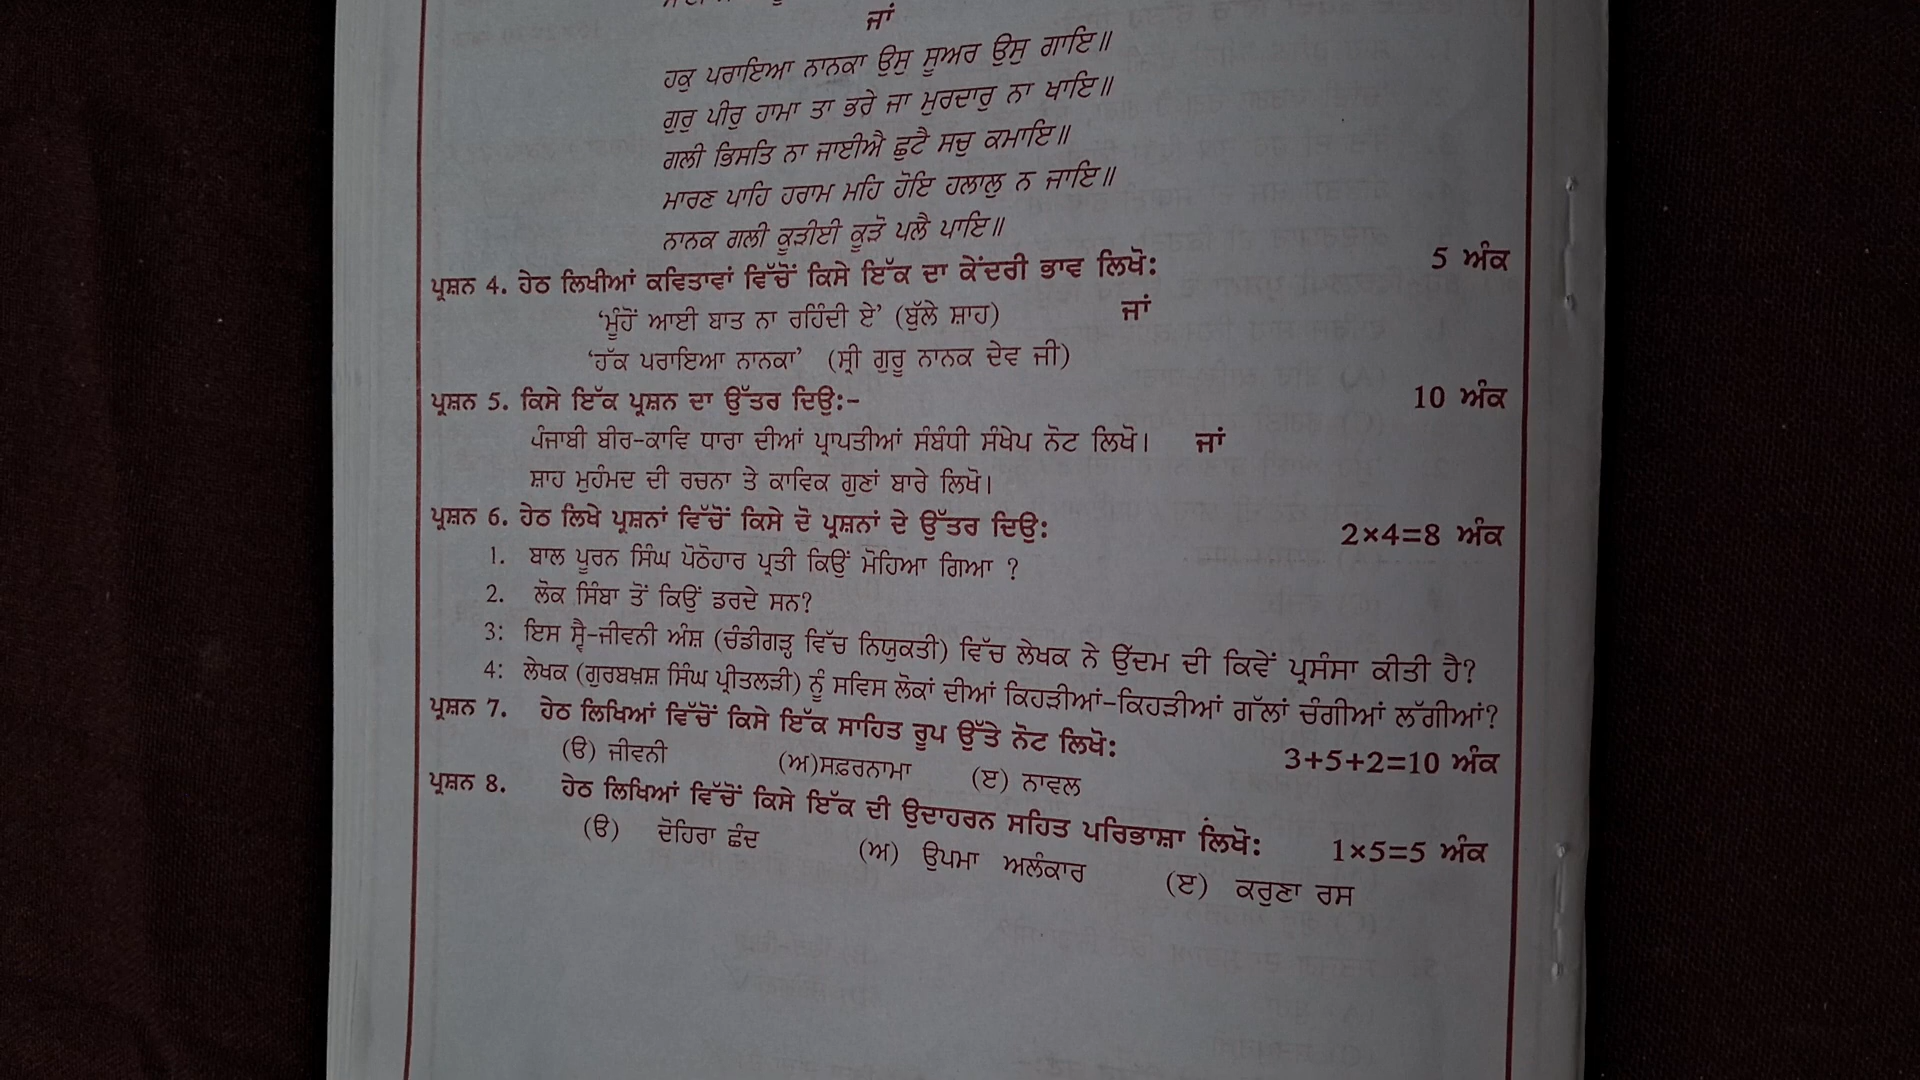 ਜਾਂ
ਹਕੁ ਪਰਾਇਆ ਨਾਨਕਾ ਉਸੁ ਸੂਅਰ ਉਸੁ ਗਾਇ॥
ਗੁਰੁ ਪੀਰੁ ਹਾਮਾ ਤਾ ਭਰੇ ਜਾ ਮੁਰਦਾਰੁ ਨਾ ਖਾਇ॥
ਗਲੀ ਭਿਸਤਿ ਨਾ ਜਾਈਐ ਛੁਟੈ ਸਚੁ ਕਮਾਇ॥
ਮਾਰਣ ਪਾਹਿ ਹਰਾਮ ਮਹਿ ਹੋਇ ਹਲਾਲੁ ਨ ਜਾਇ॥
ਨਾਨਕ ਗਲੀ ਕੂੜੀਈ ਕੂੜੋ ਪਲੈ ਪਾਇ॥
ਪ੍ਰਸ਼ਨ 4. ਹੇਠ ਲਿਖੀਆਂ ਕਵਿਤਾਵਾਂ ਵਿੱਚੋਂ ਕਿਸੇ ਇੱਕ ਦਾ ਕੇਂਦਰੀ ਭਾਵ ਲਿਖੋ: 5 ਅੰਕ
‘ਮੂੰਹੋਂ ਆਈ ਬਾਤ ਨਾ ਰਹਿੰਦੀ ਏ’ (ਬੁੱਲੇ ਸ਼ਾਹ) ਜਾਂ
‘ਹੱਕ ਪਰਾਇਆ ਨਾਨਕਾ’ (ਸ੍ਰੀ ਗੁਰੂ ਨਾਨਕ ਦੇਵ ਜੀ)
ਪ੍ਰਸ਼ਨ 5. ਕਿਸੇ ਇੱਕ ਪ੍ਰਸ਼ਨ ਦਾ ਉੱਤਰ ਦਿਉ:- 10 ਅੰਕ
ਪੰਜਾਬੀ ਬੀਰ-ਕਾਵਿ ਧਾਰਾ ਦੀਆਂ ਪ੍ਰਾਪਤੀਆਂ ਸੰਬੰਧੀ ਸੰਖੇਪ ਨੋਟ ਲਿਖੋ। ਜਾਂ
ਸ਼ਾਹ ਮੁਹੰਮਦ ਦੀ ਰਚਨਾ ਤੇ ਕਾਵਿਕ ਗੁਣਾਂ ਬਾਰੇ ਲਿਖੋ।
ਪ੍ਰਸ਼ਨ 6. ਹੇਠ ਲਿਖੇ ਪ੍ਰਸ਼ਨਾਂ ਵਿੱਚੋਂ ਕਿਸੇ ਦੋ ਪ੍ਰਸ਼ਨਾਂ ਦੇ ਉੱਤਰ ਦਿਉ: 2×4=8 ਅੰਕ
1. ਬਾਲ ਪੂਰਨ ਸਿੰਘ ਪੋਠੋਹਾਰ ਪ੍ਰਤੀ ਕਿਉਂ ਮੋਹਿਆ ਗਿਆ ?
2. ਲੋਕ ਸਿੰਬਾ ਤੋਂ ਕਿਉਂ ਡਰਦੇ ਸਨ?
3: ਇਸ ਸ੍ਵੈ-ਜੀਵਨੀ ਅੰਸ਼ (ਚੰਡੀਗੜ੍ਹ ਵਿੱਚ ਨਿਯੁਕਤੀ) ਵਿੱਚ ਲੇਖਕ ਨੇ ਉੱਦਮ ਦੀ ਕਿਵੇਂ ਪ੍ਰਸੰਸਾ ਕੀਤੀ ਹੈ?
4: ਲੇਖਕ (ਗੁਰਬਖ਼ਸ਼ ਸਿੰਘ ਪ੍ਰੀਤਲੜੀ) ਨੂੰ ਸਵਿਸ ਲੋਕਾਂ ਦੀਆਂ ਕਿਹੜੀਆਂ-ਕਿਹੜੀਆਂ ਗੱਲਾਂ ਚੰਗੀਆਂ ਲੱਗੀਆਂ?
ਪ੍ਰਸ਼ਨ 7. ਹੇਠ ਲਿਖਿਆਂ ਵਿੱਚੋਂ ਕਿਸੇ ਇੱਕ ਸਾਹਿਤ ਰੂਪ ਉੱਤੇ ਨੋਟ ਲਿਖੋ: 3+5+2=10 ਅੰਕ
(ੳ) ਜੀਵਨੀ (ਅ)ਸਫ਼ਰਨਾਮਾ (ੲ) ਨਾਵਲ
ਪ੍ਰਸ਼ਨ 8. ਹੇਠ ਲਿਖਿਆਂ ਵਿੱਚੋਂ ਕਿਸੇ ਇੱਕ ਦੀ ਉਦਾਹਰਨ ਸਹਿਤ ਪਰਿਭਾਸ਼ਾ ਲਿਖੋ: 1×5=5 ਅੰਕ
(ੳ) ਦੋਹਿਰਾ ਛੰਦ (ਅ) ਉਪਮਾ ਅਲੰਕਾਰ (ੲ) ਕਰੁਣਾ ਰਸ